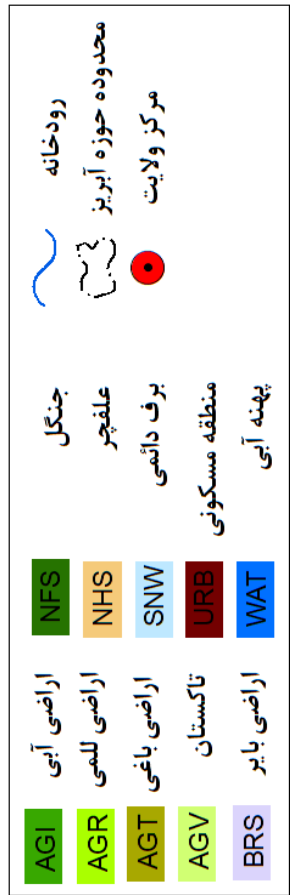 AGI اراضی آبی
AGR اراضی للمی
AGT اراضی باغی
AGV تاکستان
BRS اراضی بایر
NFS جنگل
NHS علفچر
SNW برف دائمی
URB منطقه مسکونی
WAT پهنه آبی
رودخانه
محدوده حوزه آبریز
مرکز ولایت